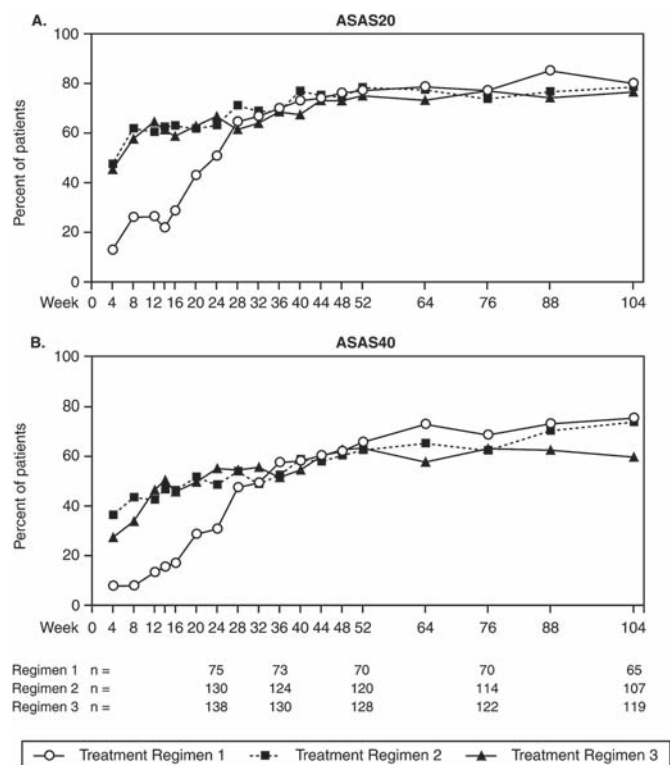 A. ASAS20
100
80
60
40
20
0
Percent of patients
Week 0 4 8 12 16 20 24 28 32 36 40 44 48 52 64 76 88 104
B. ASAS40
100
80
60
40
20
0
Percent of patients
Week 0 4 8 12 16 20 24 28 32 36 40 44 48 52 64 76 88 104
Regimen 1 n = 75 73 70 70 65
Regimen 2 n = 130 124 120 114 107
Regimen 3 n = 138 130 128 122 119
Treatment Regimen 1 Treatment Regimen 2 Treatment Regimen 3